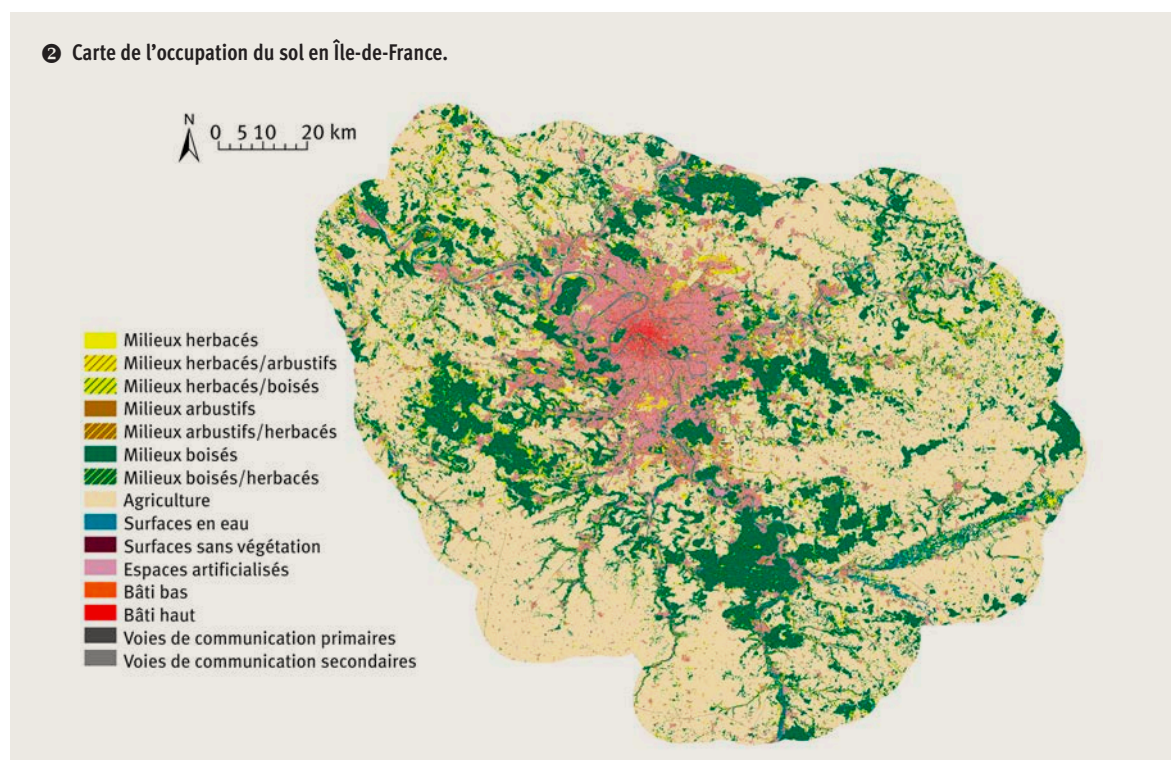 ❷ Carte de l’occupation du sol en Île-de-France.
N
0 5 10 20 km
Milieux herbacés
Milieux herbacés/arbustifs
Milieux herbacés/boisés
Milieux arbustifs
Milieux arbustifs/herbacés
Milieux boisés
Milieux boisés/herbacés
Agriculture
Surfaces en eau
Surfaces sans végétation
Espaces artificialisés
Bâti bas
Bâti haut
Voies de communication primaires
Voies de communication secondaires